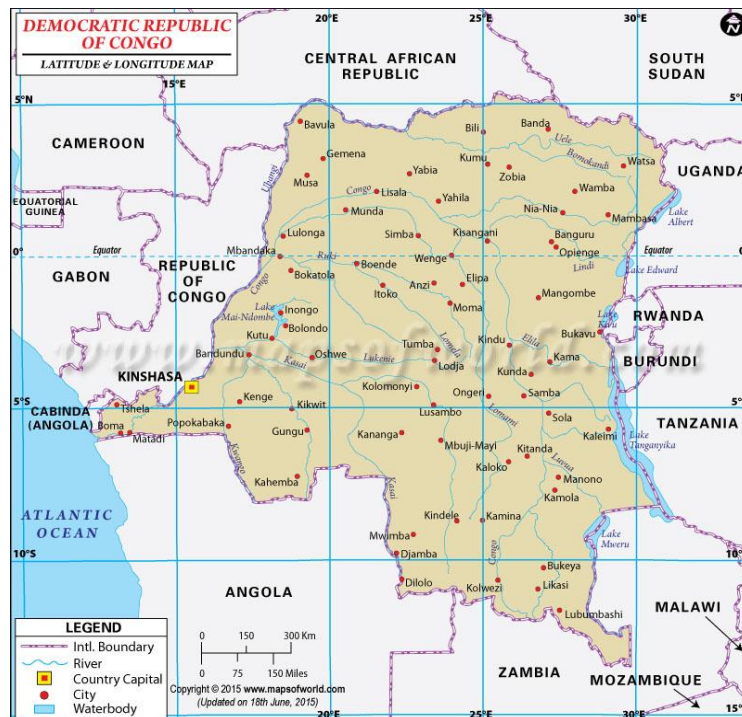 DEMOCRATIC REPUBLIC
OF CONGO
LATITUDE & LONGITUDE MAP
15°E
20°E
25°E
30°E
N
CENTRAL AFRICAN
REPUBLIC
SOUTH
SUDAN
5°N
CAMEROON
Bavula
Banda
Bili
Uele
Bomokandi
Gemena
Kumu
Watsa
UGANDA
Ubangi
Musa
Yabia
Zobia
Congo
Lisala
Yahila
Wamba
EQUATORIAL
GUINEA
Munda
Nia-Nia
Mambasa
Lake
Albert
Lulonga
Simba
Kisangani
Banguru
0°
Equator
Mbandaka
Ruki
Wenge
Opienge
Equator
0°
GABON
REPUBLIC
OF
CONGO
Congo
Bokatola
Boende
Lindi
Lake Edward
Itoko
Anzi
Elipa
Mangombe
Moma
Lake
Mai-Ndombe
Inongo
Bolondo
Lake
Kivu
RWANDA
Bukavu
Kutu
Tumba
Lomala
Kindu
Elila
www.mapsofworld.com
Bandundu
Kasai
Oshwe
Lukenie
Lodja
Kama
BURUNDI
KINSHASA
Kolomonyi
Kunda
5°S
Kenge
Kikwit
Lusambo
Ongeri
Samba
5°S
CABINDA
(ANGOLA)
Tshela
Boma
Matadi
Popokabaka
Gungu
Kananga
Lomami
Sola
Kaleimi
TANZANIA
Mbuji-Mayi
Kitanda
Lake
Tanganyika
Kwango
Kaloko
Luvua
Kahemba
Kasai
Manono
Kamola
ATLANTIC
OCEAN
Kindele
Kamina
Mwimba
Lake
Mweru
10°S
Djamba
Congo
10°S
Bukeya
Dilolo
Kolwezi
Likasi
ANGOLA
Lubumbashi
MALAWI
LEGEND
Intl. Boundary
River
Country Capital
City
Waterbody
0 150 300 Km
0 75 150 Miles
Copyright © 2015 www.mapsofworld.com
(Updated on 18th June, 2015)
ZAMBIA
MOZAMBIQUE
20°E
25°E
30°E
15°S